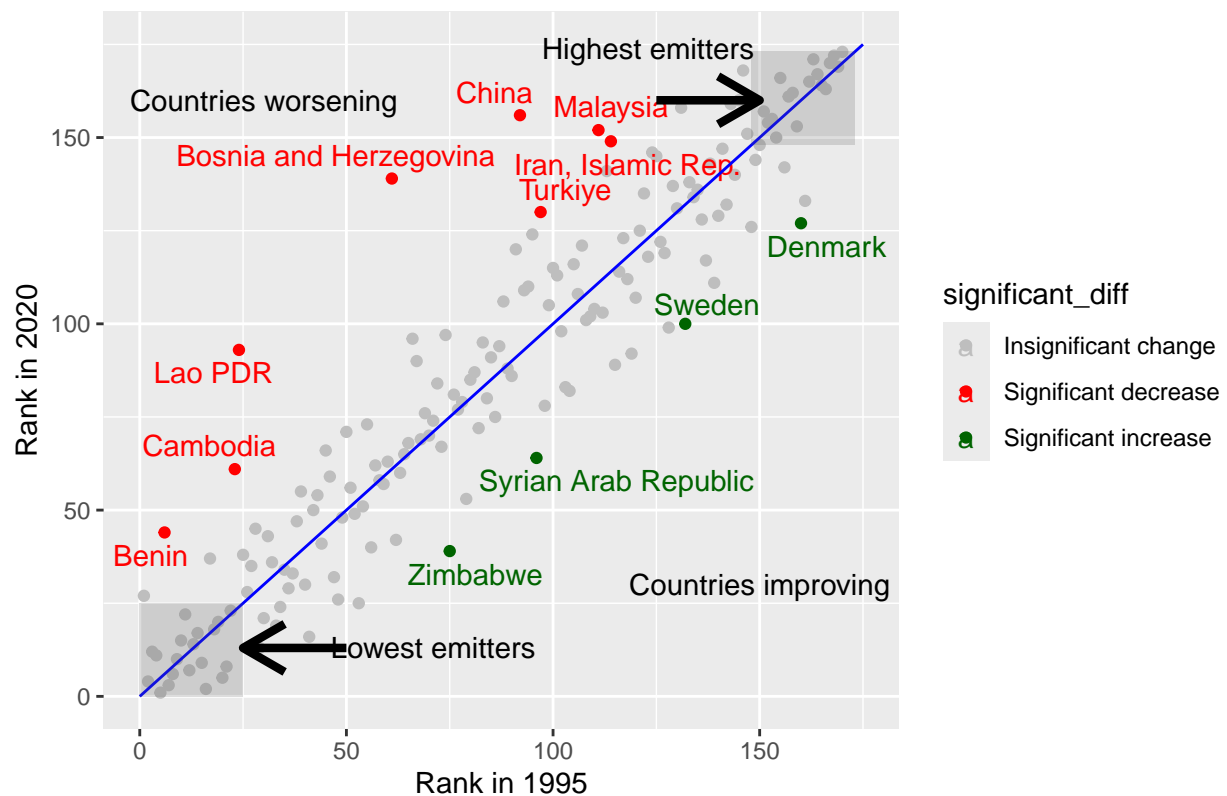 Highest emitters
Countries worsening
China
Malaysia
Bosnia and Herzegovina
Iran, Islamic Rep.
Turkiye
Denmark
Sweden
Lao PDR
Cambodia
Syrian Arab Republic
Benin
Zimbabwe
Countries improving
Lowest emitters
150
100
50
0
Rank in 2020
0
50
100
150
Rank in 1995
significant_diff
a Insignificant change
a Significant decrease
a Significant increase